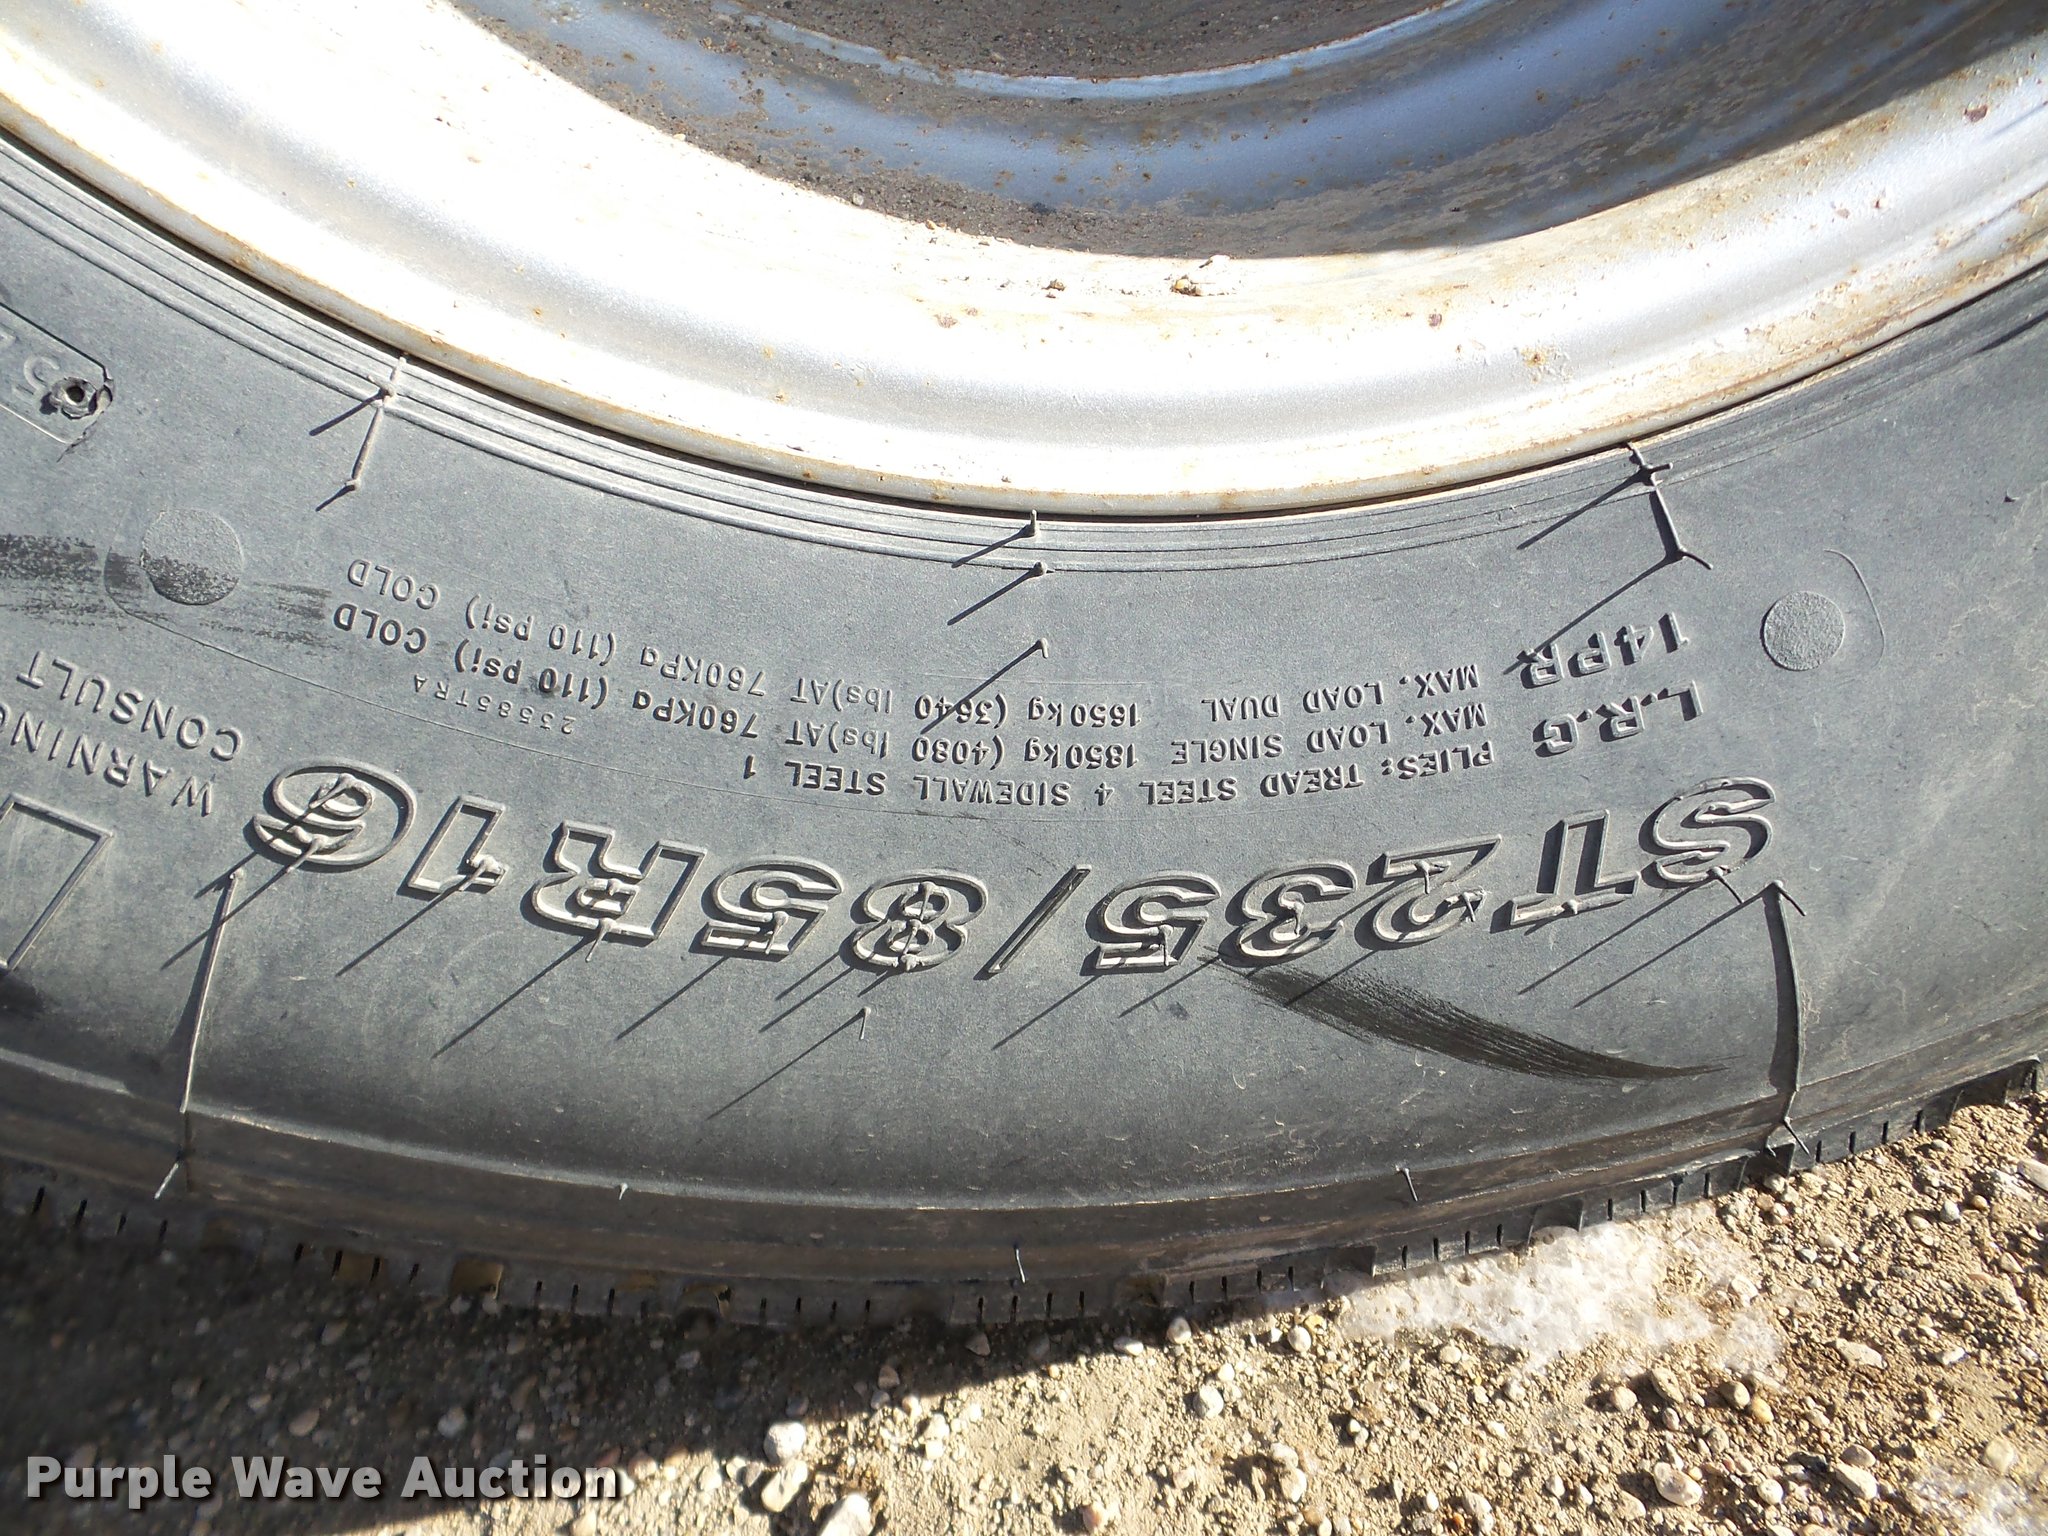 ST235/85R16
L.R.G
14PR
PLIES: TREAD STEEL 4 SIDEWALL STEEL 1
MAX. LOAD SINGLE 1850kg (4080 lbs)AT 760KPa (110 psi) COLD
MAX. LOAD DUAL 1650kg (3640 lbs)AT 760KPa (110 psi) COLD
23585TRA
WARNING
CONSULT
Purple Wave Auction